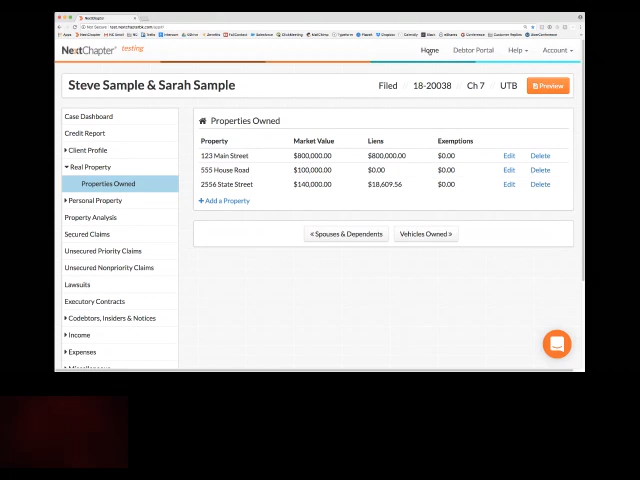 NextChapter
Not Secure
NextChapter testing
Home Debtor Portal Help Account
Steve Sample & Sarah Sample Filed 18-20038 Ch 7 UTB Preview
Case Dashboard
Credit Report
Client Profile
Real Property
Properties Owned
Personal Property
Property Analysis
Secured Claims
Unsecured Priority Claims
Unsecured Nonpriority Claims
Lawsuits
Executory Contracts
Codebtors, Insiders & Notices
Income
Expenses
Properties Owned
Property Market Value Liens Exemptions
123 Main Street $800,000.00 $800,000.00 $0.00 Edit Delete
555 House Road $100,000.00 $0.00 $0.00 Edit Delete
2556 State Street $140,000.00 $18,609.56 $0.00 Edit Delete
+ Add a Property
« Spouses & Dependents Vehicles Owned »